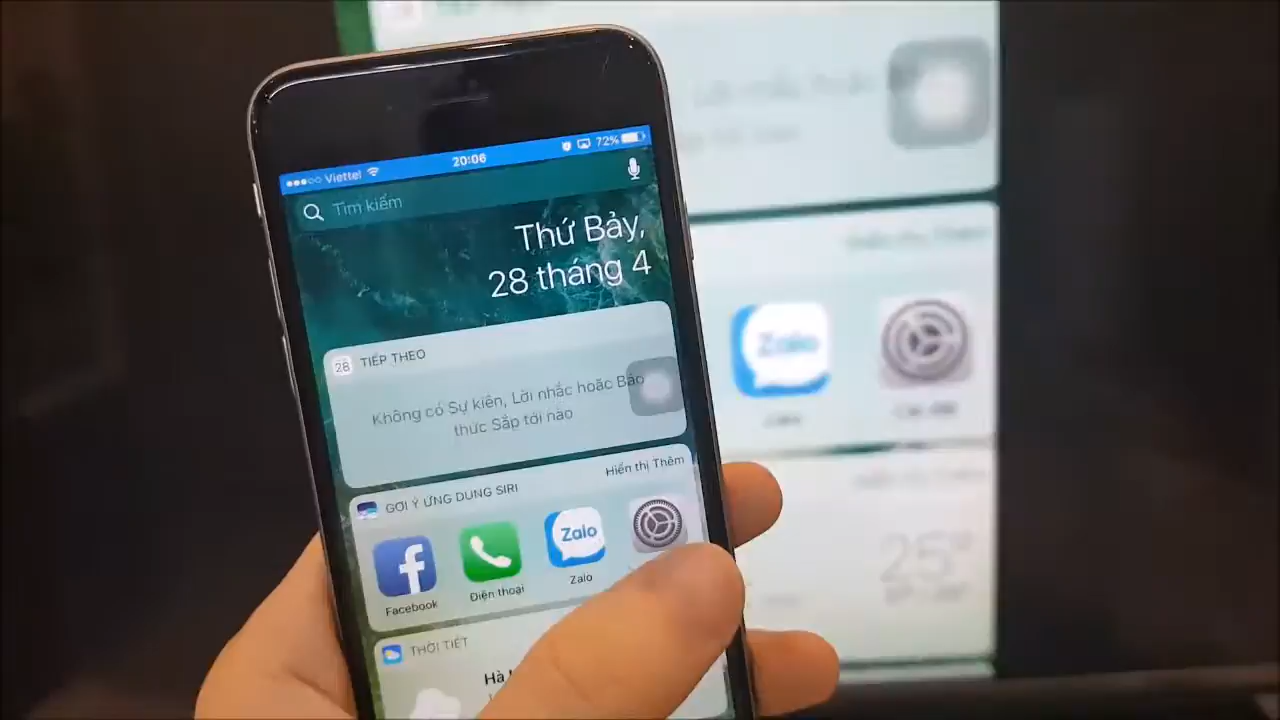 Viettel
20:06
72%
Tìm kiếm
Thứ Bảy,
28 tháng 4
28 TIẾP THEO
Không có Sự kiện, Lời nhắc hoặc Báo
thức Sắp tới nào
Hiển thị Thêm
GỢI Ý ỨNG DỤNG SIRI
Zalo
Facebook
Điện thoại
Zalo
THỜI TIẾT
Zalo
25°